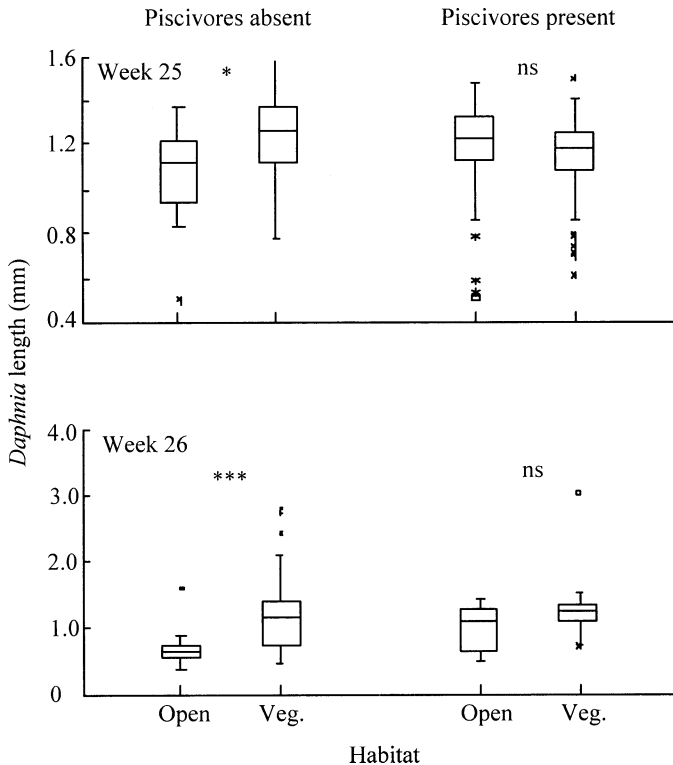 Piscivores absent Piscivores present
1.6
Week 25 * ns
1.2
0.8
0.4
Daphnia length (mm)
4.0
Week 26
*** ns
3.0
2.0
1.0
0
Open Veg. Open Veg.
Habitat